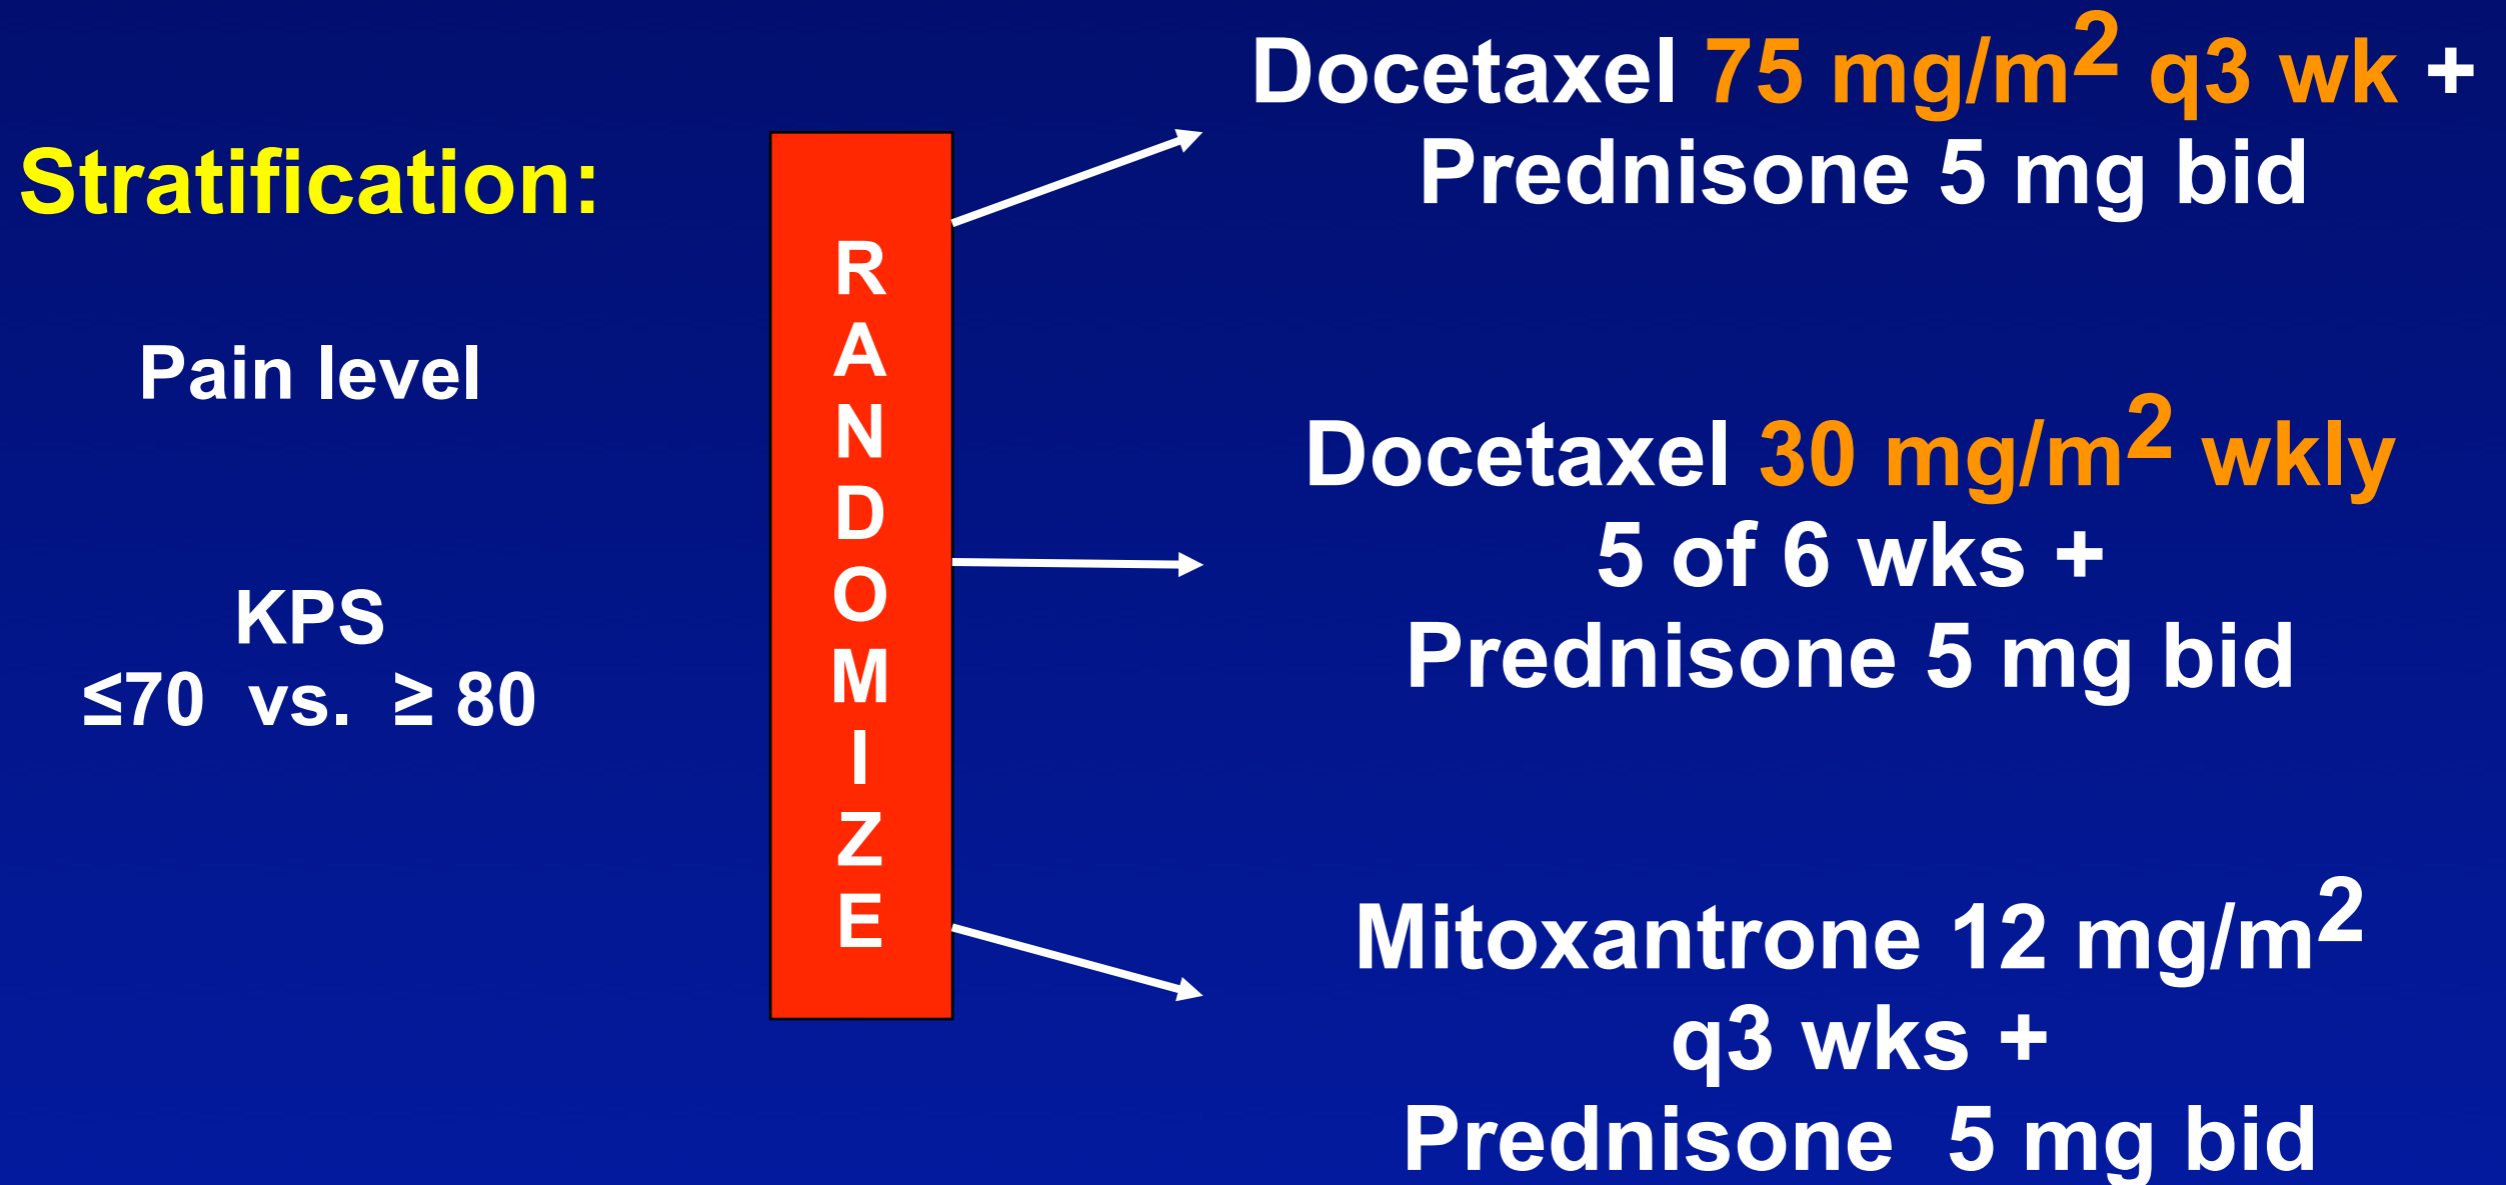 Stratification:
Pain level
KPS
≤70 vs. ≥ 80
R
A
N
D
O
M
I
Z
E
Docetaxel 75 mg/m² q3 wk +
Prednisone 5 mg bid
Docetaxel 30 mg/m² wkly
5 of 6 wks +
Prednisone 5 mg bid
Mitoxantrone 12 mg/m²
q3 wks +
Prednisone 5 mg bid